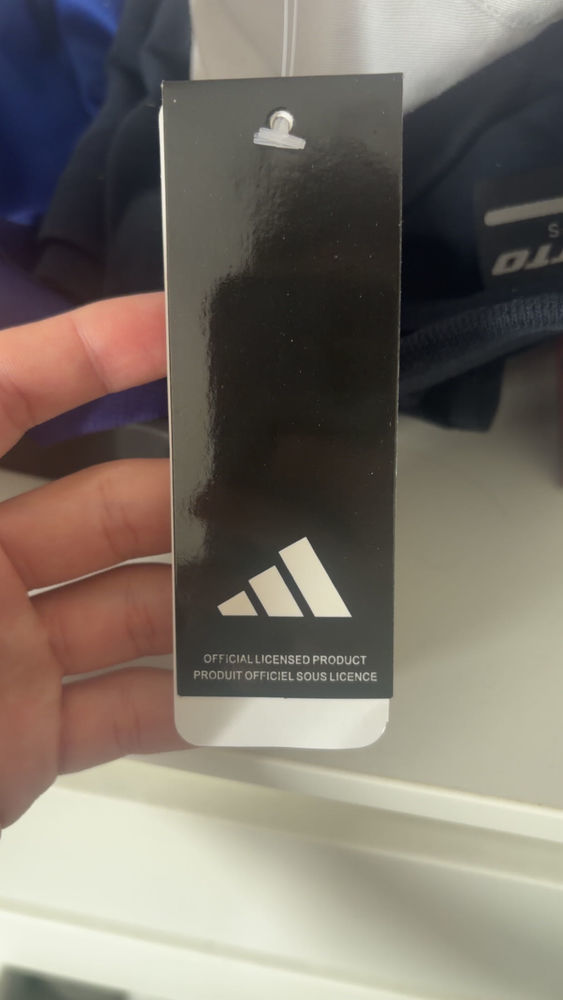 OFFICIAL LICENSED PRODUCT
PRODUIT OFFICIEL SOUS LICENCE